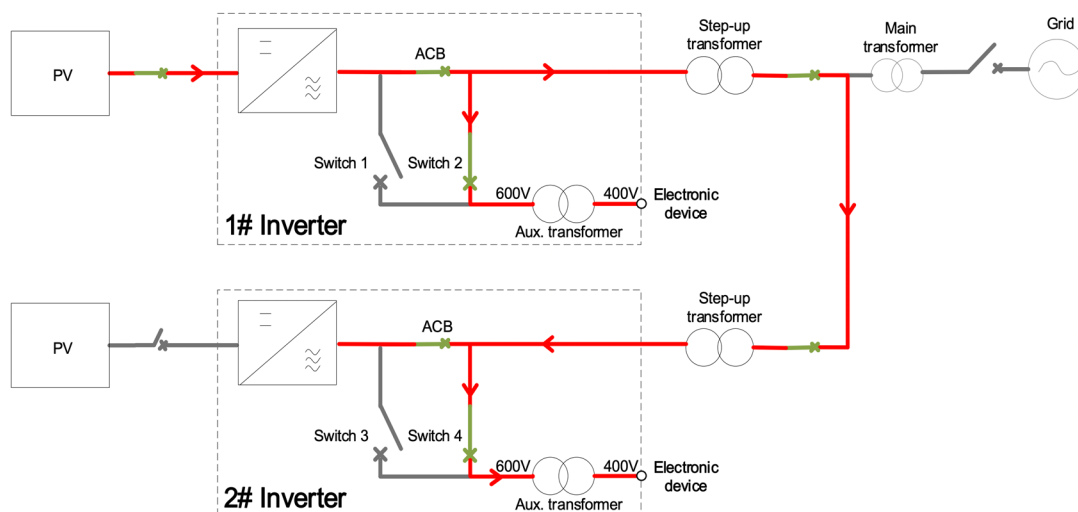 PV
ACB
Switch 1
Switch 2
600V
400V
Electronic
device
Aux. transformer
1# Inverter
Step-up
transformer
Main
transformer
Grid
PV
ACB
Switch 3
Switch 4
600V
400V
Electronic
device
Aux. transformer
2# Inverter
Step-up
transformer